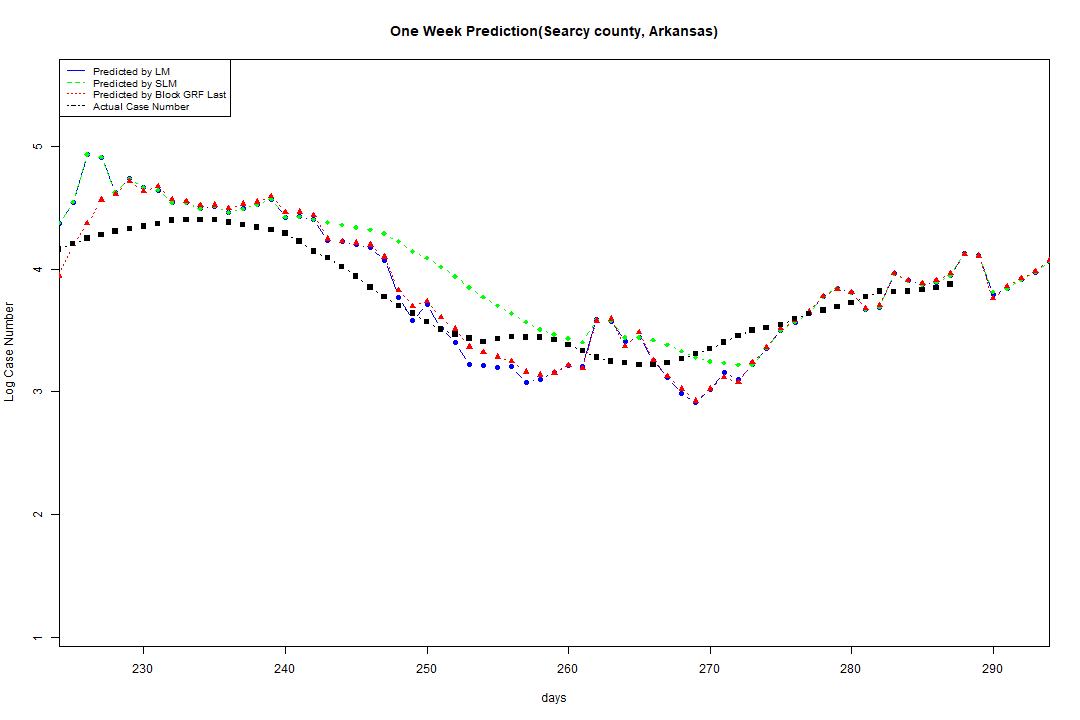 One Week Prediction(Searcy county, Arkansas)
Predicted by LM
Predicted by SLM
Predicted by Block GRF Last
Actual Case Number
5
4
3
2
1
Log Case Number
230 240 250 260 270 280 290
days